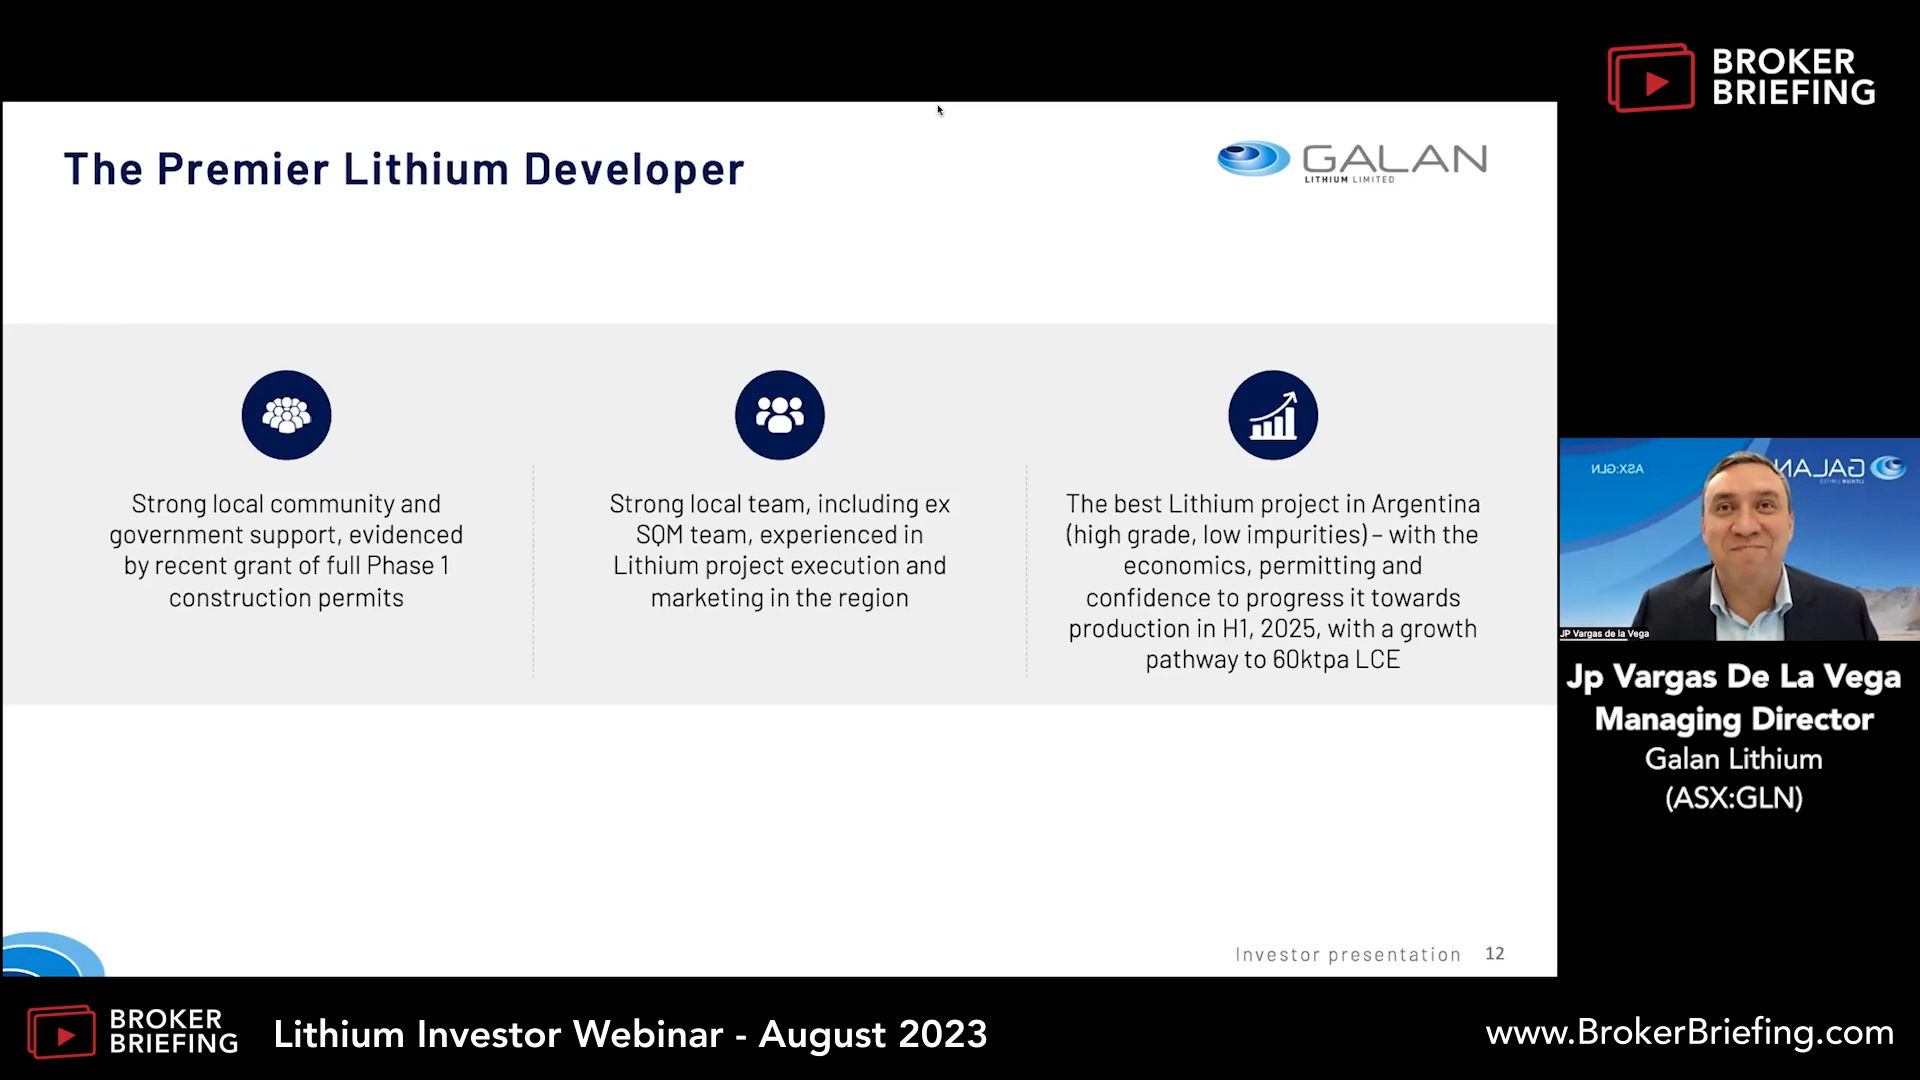 BROKER
BRIEFING
The Premier Lithium Developer
GALAN
LITHIUM LIMITED
Strong local community and
government support, evidenced
by recent grant of full Phase 1
construction permits
Strong local team, including ex
SQM team, experienced in
Lithium project execution and
marketing in the region
The best Lithium project in Argentina
(high grade, low impurities) – with the
economics, permitting and
confidence to progress it towards
production in H1, 2025, with a growth
pathway to 60ktpa LCE
Investor presentation 12
ASX:GLN
GALAN
LITHIUM LIMITED
JP Vargas de la Vega
Jp Vargas De La Vega
Managing Director
Galan Lithium
(ASX:GLN)
BROKER
BRIEFING
Lithium Investor Webinar - August 2023
www.BrokerBriefing.com